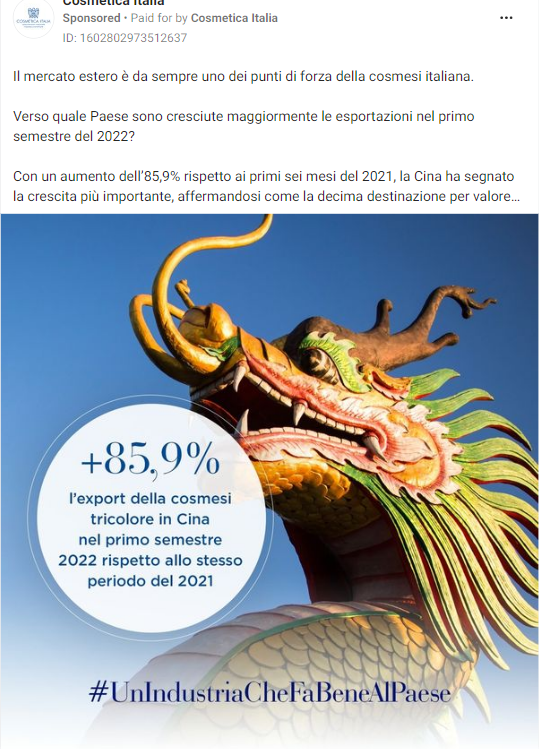 Cosmetica Italia
Sponsored • Paid for by Cosmetica Italia
ID: 1602802973512637
Il mercato estero è da sempre uno dei punti di forza della cosmesi italiana.
Verso quale Paese sono cresciute maggiormente le esportazioni nel primo
semestre del 2022?
Con un aumento dell'85,9% rispetto ai primi sei mesi del 2021, la Cina ha segnato
la crescita più importante, affermandosi come la decima destinazione per valore...
+85,9%
l'export della cosmesi
tricolore in Cina
nel primo semestre
2022 rispetto allo stesso
periodo del 2021
#UnIndustriaCheFaBeneAlPaese